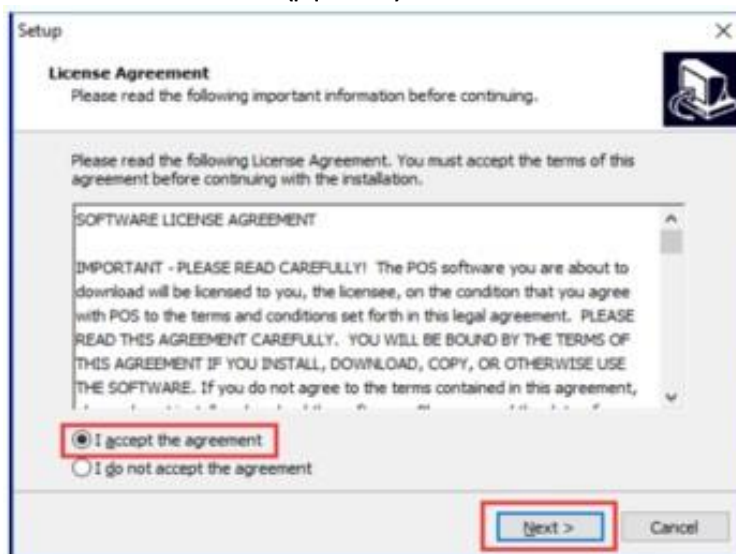 Setup
License Agreement
Please read the following important information before continuing.
Please read the following License Agreement. You must accept the terms of this
agreement before continuing with the installation.
SOFTWARE LICENSE AGREEMENT
IMPORTANT - PLEASE READ CAREFULLY! The POS software you are about to
download will be licensed to you, the licensee, on the condition that you agree
with POS to the terms and conditions set forth in this legal agreement. PLEASE
READ THIS AGREEMENT CAREFULLY. YOU WILL BE BOUND BY THE TERMS OF
THIS AGREEMENT IF YOU INSTALL, DOWNLOAD, COPY, OR OTHERWISE USE
THE SOFTWARE. If you do not agree to the terms contained in this agreement,
I accept the agreement
I do not accept the agreement
Next >
Cancel